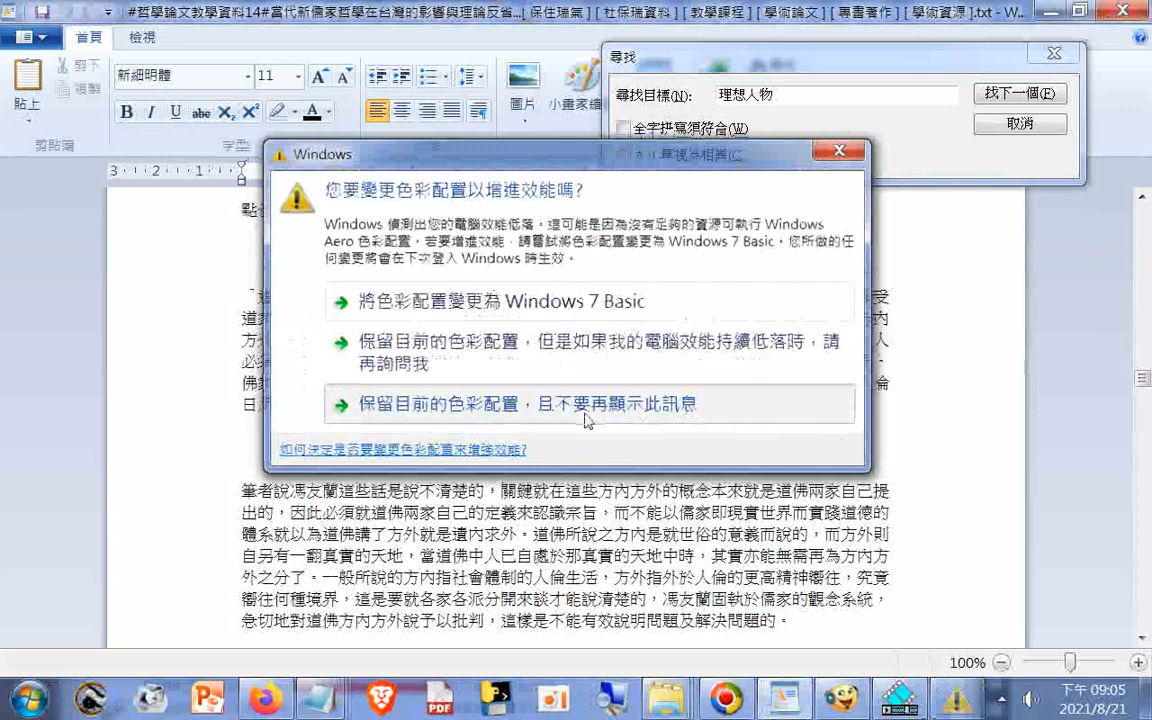 #哲學論文教學資料14#當代新儒家哲學在台灣的影響與理論反省...[ 保住瑞氣 ] [ 杜保瑞資料 ] [ 教學課程 ] [ 學術論文 ] [ 專書著作 ] [ 學術資源 ].txt - W...
首頁 檢視
貼上
剪下
複製
剪貼簿
新細明體 11
字型
圖片
小畫家繪
尋找
尋找目標(N): 理想人物
找下一個(F)
全字拼寫須符合(W)
取消
3 2 1
Windows
您要變更色彩配置以增進效能嗎?
Windows 偵測出您的電腦效能低落。這可能是因為沒有足夠的資源可執行 Windows
Aero 色彩配置。若要增進效能，請嘗試將色彩配置變更為 Windows 7 Basic。您所做的任
何變更將會在下次登入 Windows 時生效。
將色彩配置變更為 Windows 7 Basic
保留目前的色彩配置，但是如果我的電腦效能持續低落時，請
再詢問我
保留目前的色彩配置，且不要再顯示此訊息
如何決定是否要變更色彩配置來增強效能?
筆者說馮友蘭這些話是說不清楚的，關鍵就在這些方內方外的概念本來就是道佛兩家自己提
出的，因此必須就道佛兩家自己的定義來認識宗旨，而不能以儒家即現實世界而實踐道德的
體系就以為道佛講了方外就是遺內求外。道佛所說之方內是就世俗的意義而說的，而方外則
自另有一翻真實的天地，當道佛中人已自處於那真實的天地中時，其實亦能無需再為方內方
外之分了。一般所說的方內指社會體制的人倫生活，方外指外於人倫的更高精神嚮往，究竟
嚮往何種境界，這是要就各家各派分開來談才能說清楚的，馮友蘭固執於儒家的觀念系統，
急切地對道佛方內方外說予以批判，這樣是不能有效說明問題及解決問題的。
100%
下午 09:05
2021/8/21